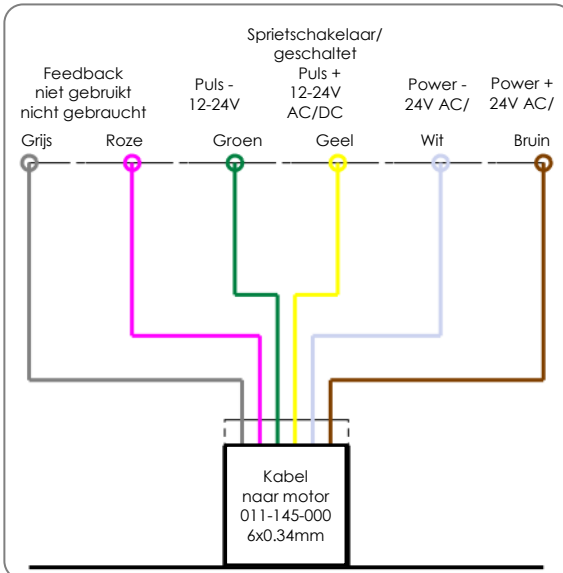 Sprietschakelaar/
geschaltet
Puls +
12-24V
AC/DC
Feedback
niet gebruikt
nicht gebraucht
Puls -
12-24V
Power -
24V AC/
Power +
24V AC/
Grijs
Roze
Groen
Geel
Wit
Bruin
Kabel
naar motor
011-145-000
6x0.34mm